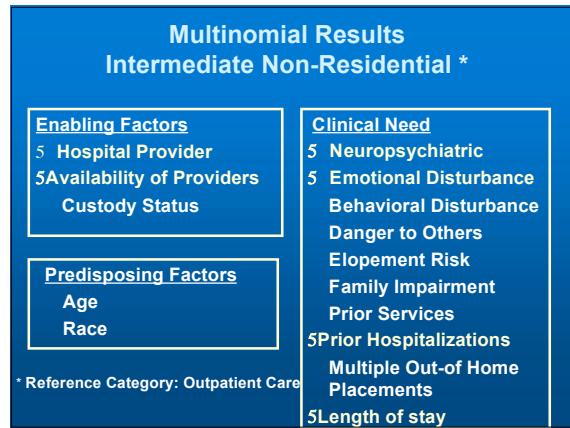 Multinomial Results
Intermediate Non-Residential *
Enabling Factors
5 Hospital Provider
5Availability of Providers
Custody Status
Predisposing Factors
Age
Race
* Reference Category: Outpatient Care
Clinical Need
5 Neuropsychiatric
5 Emotional Disturbance
Behavioral Disturbance
Danger to Others
Elopement Risk
Family Impairment
Prior Services
5Prior Hospitalizations
Multiple Out-of Home
Placements
5Length of stay